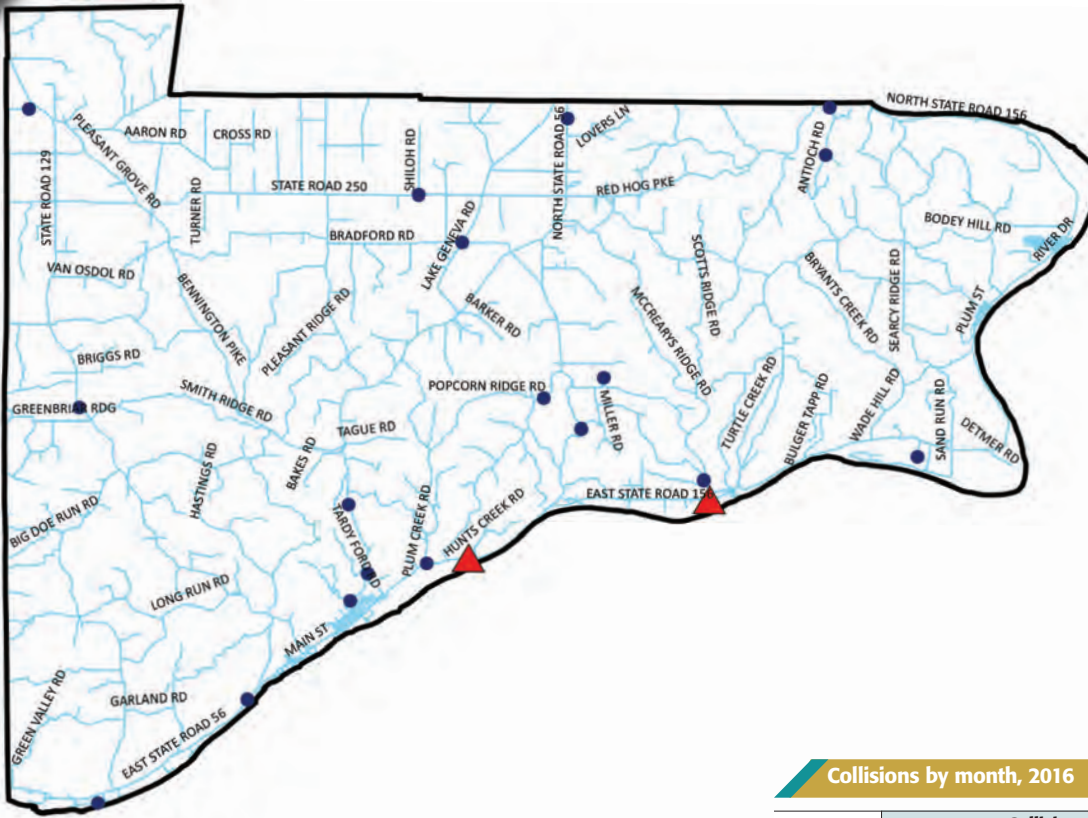 NORTH STATE ROAD 156
PLEASANT GROVE RD
AARON RD
CROSS RD
SHILOH RD
NORTH STATE ROAD 56
LOVERS LN
ANTIOCH RD
STATE ROAD 129
TURNER RD
STATE ROAD 250
RED HOG PKE
BRADFORD RD
LAKE GENEVA RD
BODEY HILL RD
RIVER DR
VAN OSDOL RD
BENNINGTON PIKE
PLEASANT RIDGE RD
BARKER RD
SCOTTS RIDGE RD
MCCREARYS RIDGE RD
BRYANTS CREEK RD
SEARCY RIDGE RD
PLUM ST
BRIGGS RD
GREENBRIAR RDG
SMITH RIDGE RD
POPCORN RIDGE RD
MILLER RD
TURTLE CREEK RD
BULGER TAPP RD
WADE HILL RD
SAND RUN RD
DETMER RD
TAGUE RD
BAKES RD
HASTINGS RD
BIG DOE RUN RD
TARDY FORD RD
PLUM CREEK RD
HUNTS CREEK RD
EAST STATE ROAD 156
LONG RUN RD
MAIN ST
GREEN VALLEY RD
GARLAND RD
EAST STATE ROAD 56
Collisions by month, 2016